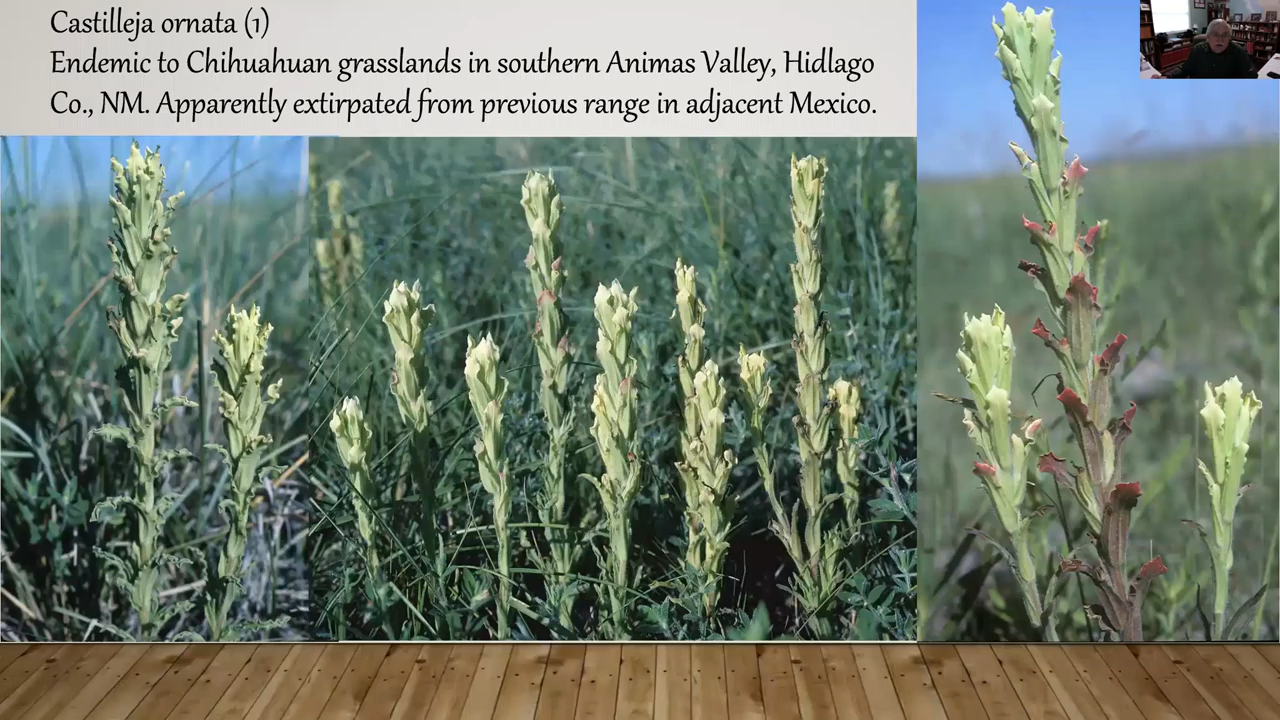 Castilleja ornata (1)
Endemic to Chihuahuan grasslands in southern Animas Valley, Hidlago
Co., NM. Apparently extirpated from previous range in adjacent Mexico.